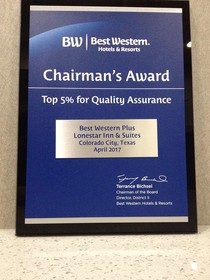 BW Best Western.
Hotels & Resorts
Chairman's Award
Top 5% for Quality Assurance
Best Western Plus
Lonestar Inn & Suites
Colorado City, Texas
April 2017
Terrance Bichsel
Chairman of the Board
Director, District II
Best Western Hotels & Resorts